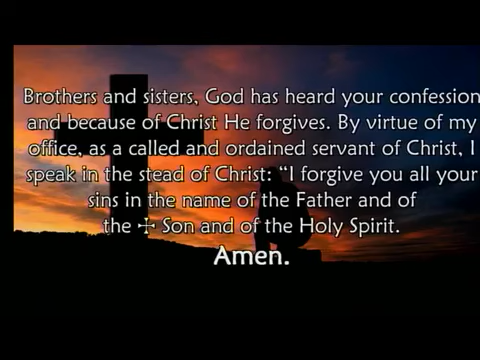 Brothers and sisters, God has heard your confession
and because of Christ He forgives. By virtue of my
office, as a called and ordained servant of Christ, I
speak in the stead of Christ: “I forgive you all your
sins in the name of the Father and of
the ☩ Son and of the Holy Spirit.
Amen.